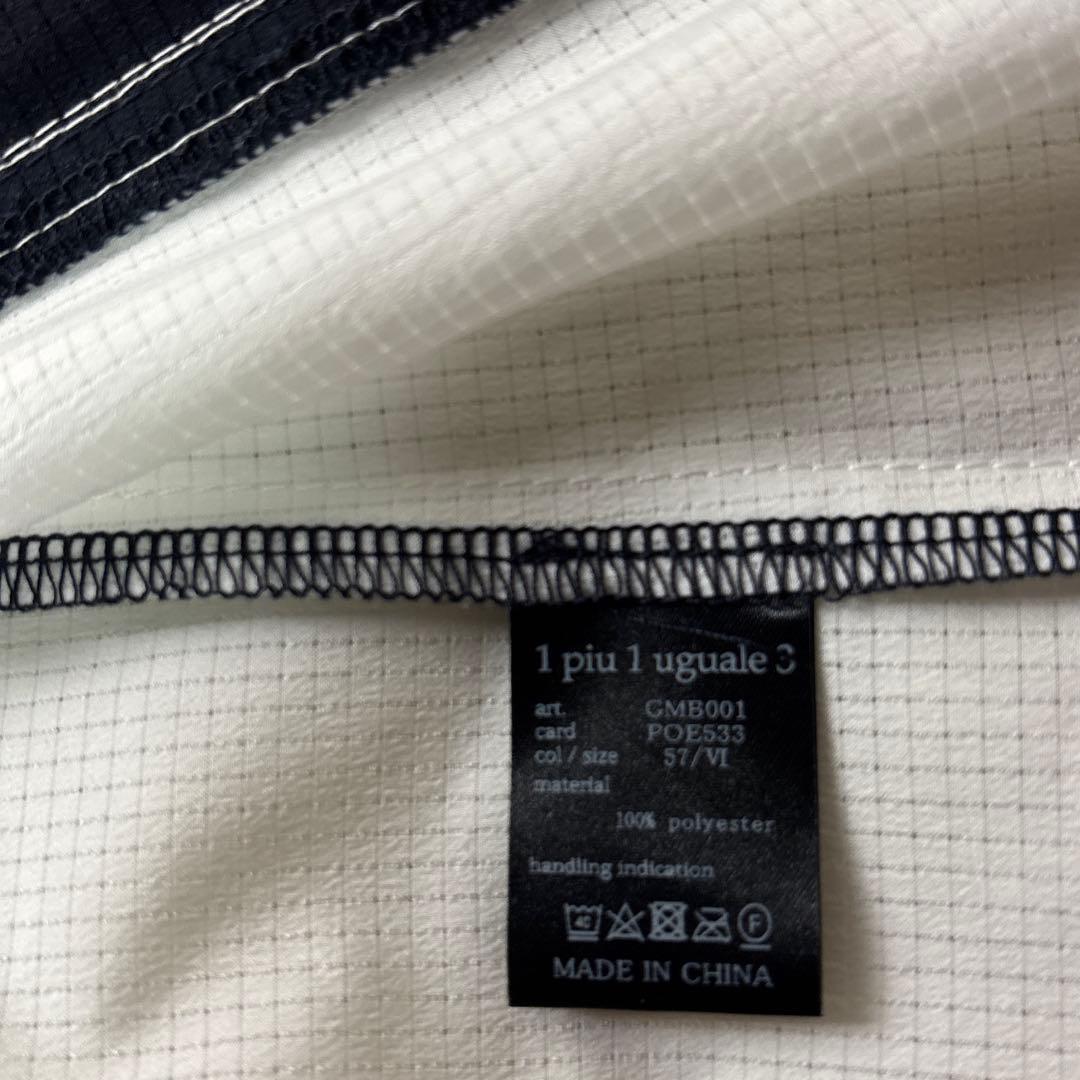 1 piu 1 uguale 3
art. GMB001
card POE533
col / size 57/VI
material
100% polyester
handling indication
40 F
MADE IN CHINA